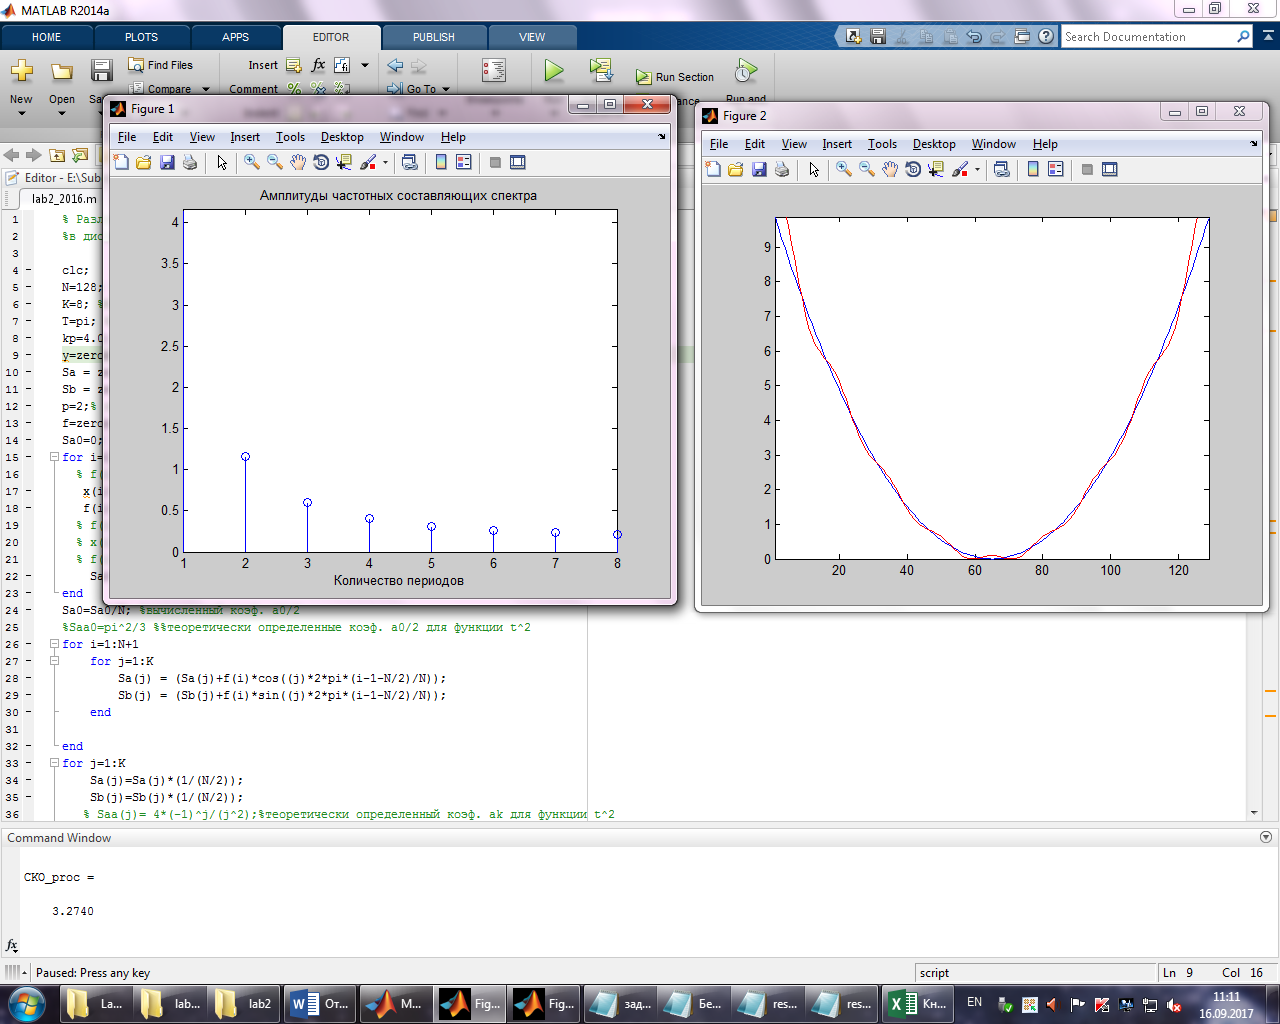 MATLAB R2014a
HOME PLOTS APPS EDITOR PUBLISH VIEW
Search Documentation
New Open
Find Files
Compare
Insert
Comment
Go To
Run Section
Run and
Figure 1
File Edit View Insert Tools Desktop Window Help
Амплитуды частотных составляющих спектра
4
3.5
3
2.5
2
1.5
1
0.5
0
1 2 3 4 5 6 7 8
Количество периодов
Figure 2
File Edit View Insert Tools Desktop Window Help
9
8
7
6
5
4
3
2
1
0
20 40 60 80 100 120
Editor - E:\Sub
lab2_2016.m
1 % Разл
2 %в дис
3
4 clc;
5 N=128;
6 K=8; %
7 T=pi;
8 kp=4.0
9 y=zero
10 Sa = z
11 Sb = z
12 p=2;%
13 f=zero
14 Sa0=0;
15 for i=
16 % f(
17 x(i
18 f(i
19 % f(
20 % x(
21 % f(
22 Sa
23 end
24 Sa0=Sa0/N; %вычисленный коэф. a0/2
25 %Saa0=pi^2/3 %%теоретически определенные коэф. a0/2 для функции t^2
26 for i=1:N+1
27 for j=1:K
28 Sa(j) = (Sa(j)+f(i)*cos((j)*2*pi*(i-1-N/2)/N));
29 Sb(j) = (Sb(j)+f(i)*sin((j)*2*pi*(i-1-N/2)/N));
30 end
31
32 end
33 for j=1:K
34 Sa(j)=Sa(j)*(1/(N/2));
35 Sb(j)=Sb(j)*(1/(N/2));
36 % Saa(j)= 4*(-1)^j/(j^2);%теоретически определенный коэф. ak для функции t^2
Command Window
CKO_proc =
3.2740
fx
Paused: Press any key
script
Ln 9 Col 16
La... lab... lab2 От... M... Fig... Fig... зад... Бе... res... res... Кн...
EN
11:11
16.09.2017